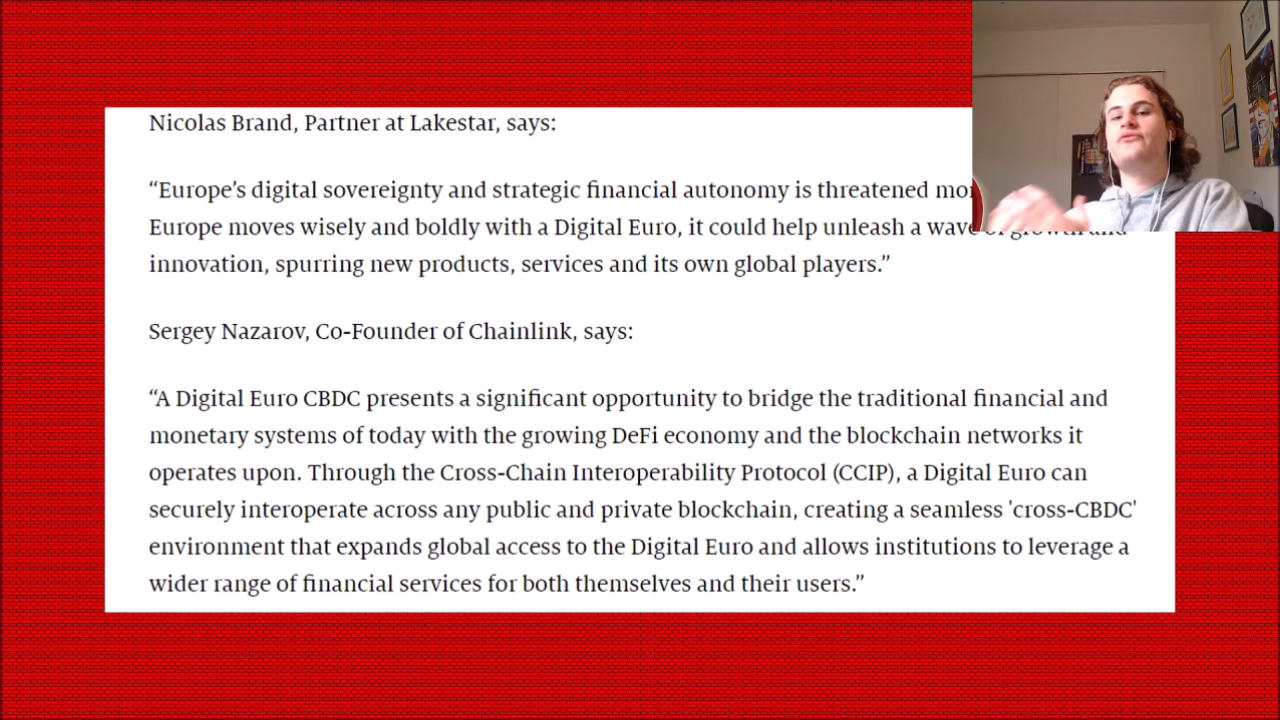 Nicolas Brand, Partner at Lakestar, says:
“Europe’s digital sovereignty and strategic financial autonomy is threatened
Europe moves wisely and boldly with a Digital Euro, it could help unleash a wave of growth and
innovation, spurring new products, services and its own global players.”
Sergey Nazarov, Co-Founder of Chainlink, says:
“A Digital Euro CBDC presents a significant opportunity to bridge the traditional financial and
monetary systems of today with the growing DeFi economy and the blockchain networks it
operates upon. Through the Cross-Chain Interoperability Protocol (CCIP), a Digital Euro can
securely interoperate across any public and private blockchain, creating a seamless 'cross-CBDC'
environment that expands global access to the Digital Euro and allows institutions to leverage a
wider range of financial services for both themselves and their users.”